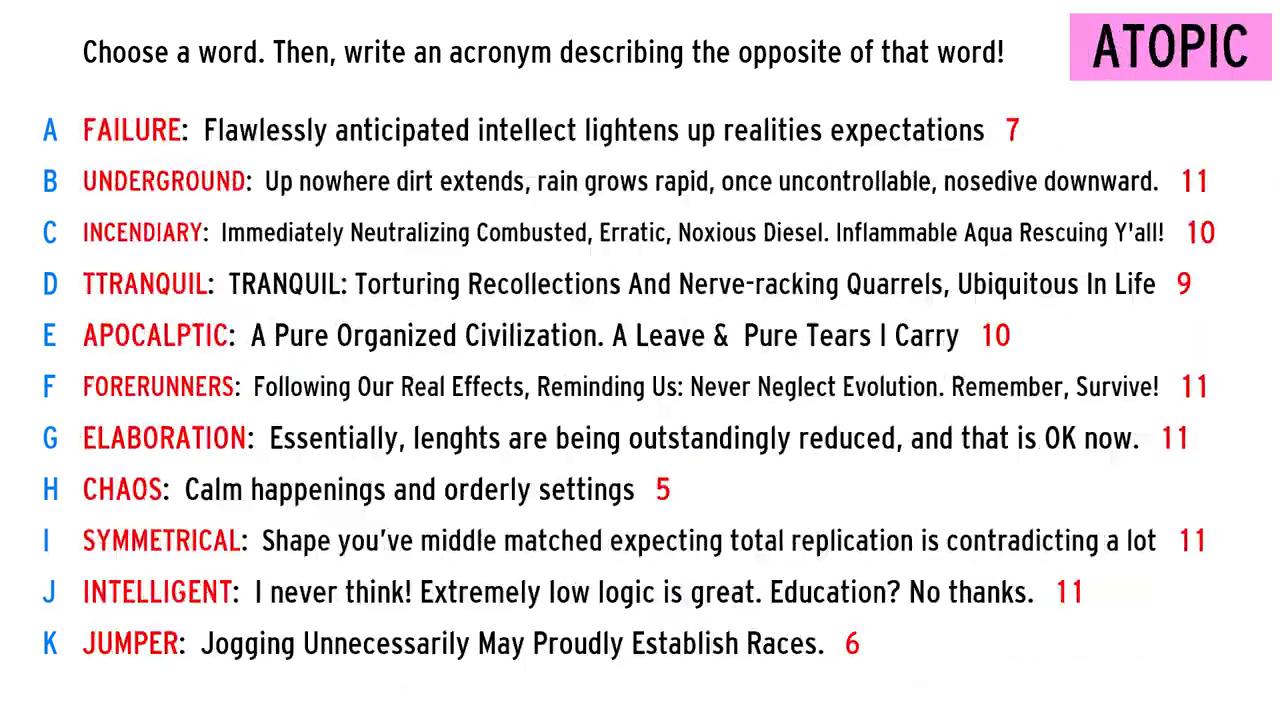 Choose a word. Then, write an acronym describing the opposite of that word!
ATOPIC
A FAILURE: Flawlessly anticipated intellect lightens up realities expectations 7
B UNDERGROUND: Up nowhere dirt extends, rain grows rapid, once uncontrollable, nosedive downward. 11
C INCENDIARY: Immediately Neutralizing Combusted, Erratic, Noxious Diesel. Inflammable Aqua Rescuing Y'all! 10
D TTRANQUIL: TRANQUIL: Torturing Recollections And Nerve-racking Quarrels, Ubiquitous In Life 9
E APOCALPTIC: A Pure Organized Civilization. A Leave & Pure Tears I Carry 10
F FORERUNNERS: Following Our Real Effects, Reminding Us: Never Neglect Evolution. Remember, Survive! 11
G ELABORATION: Essentially, lenghts are being outstandingly reduced, and that is OK now. 11
H CHAOS: Calm happenings and orderly settings 5
I SYMMETRICAL: Shape you’ve middle matched expecting total replication is contradicting a lot 11
J INTELLIGENT: I never think! Extremely low logic is great. Education? No thanks. 11
K JUMPER: Jogging Unnecessarily May Proudly Establish Races. 6